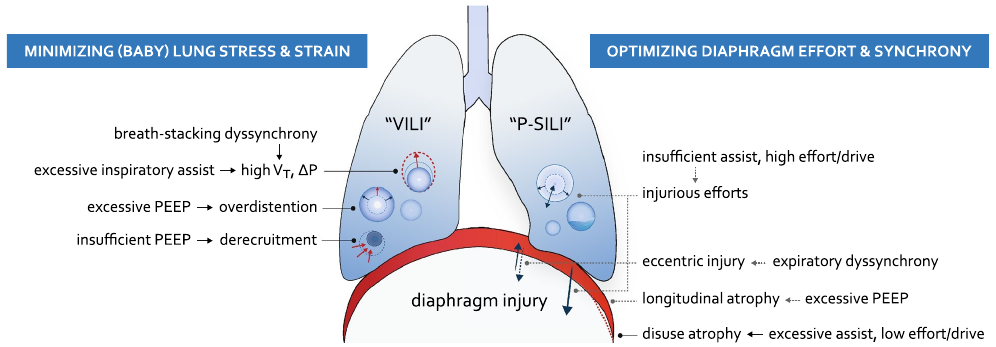 MINIMIZING (BABY) LUNG STRESS & STRAIN
OPTIMIZING DIAPHRAGM EFFORT & SYNCHRONY
"VILI"
"P-SILI"
breath-stacking dyssynchrony
excessive inspiratory assist → high VT, ΔP
excessive PEEP → overdistention
insufficient PEEP → derecruitment
insufficient assist, high effort/drive
injurious efforts
eccentric injury ← expiratory dyssynchrony
longitudinal atrophy ← excessive PEEP
disuse atrophy ← excessive assist, low effort/drive
diaphragm injury